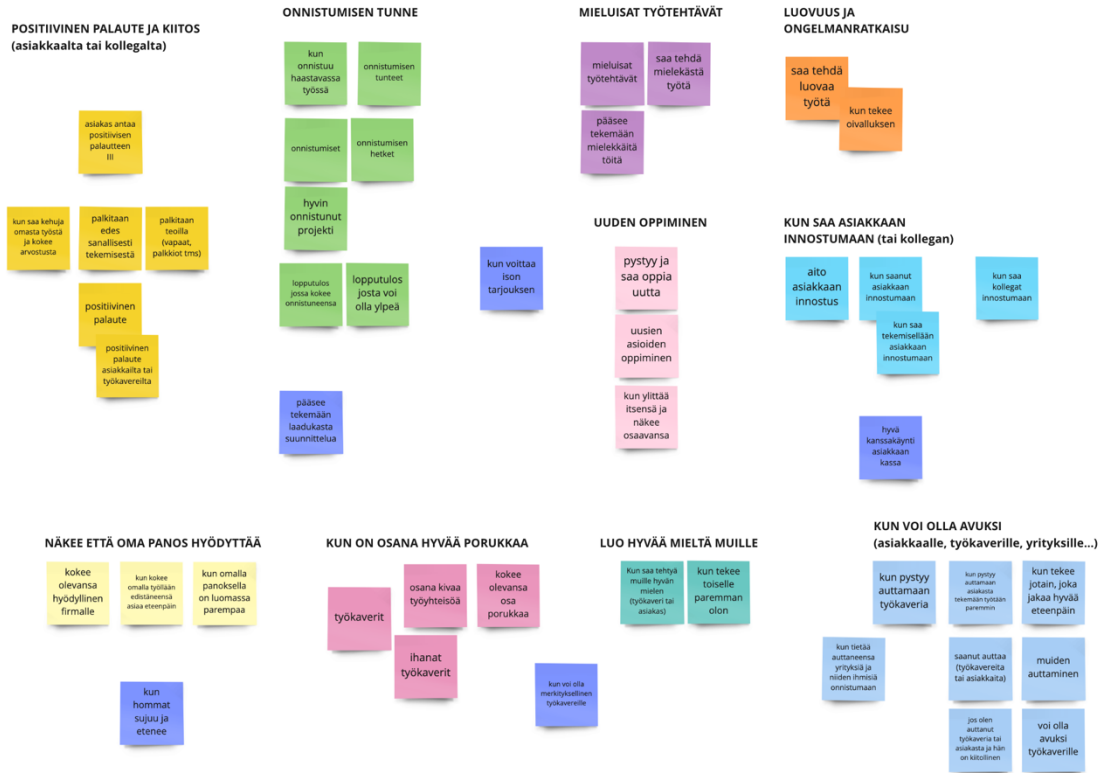 POSITIIVINEN PALAUTE JA KIITOS
(asiakkaalta tai kollegalta)
asiakas antaa
positiivisen
palautteen
III
kun saa kehuja
omasta työstä
ja kokee
arvostusta
palkitaan
edes
sanallisesti
tekemisestä
palkitaan
teoilla
(vapaat,
palkkiot tms)
positiivinen
palaute
positiivinen
palaute
asiakkailta tai
työkavereilta
ONNISTUMISEN TUNNE
kun
onnistuu
haastavassa
työssä
onnistumisen
tunteet
onnistumiset
onnistumisen
hetket
hyvin
onnistunut
projekti
lopputulos
jossa kokee
onnistuneensa
lopputulos
josta voi
olla ylpeä
kun voittaa
ison
tarjouksen
pääsee
tekemään
laadukasta
suunnittelua
MIELUISAT TYÖTEHTÄVÄT
mieluisat
työtehtävät
saa tehdä
mielekästä
työtä
pääsee
tekemään
mielekkäitä
töitä
LUOVUUS JA
ONGELMANRATKAISU
saa tehdä
luovaa
työtä
kun tekee
oivalluksen
UUDEN OPPIMINEN
pystyy ja
saa oppia
uutta
uusien
asioiden
oppiminen
kun ylittää
itsensä ja
näkee
osaavansa
KUN SAA ASIAKKAAN
INNOSTUMAAN (tai kollegan)
aito
asiakkaan
innostus
kun saanut
asiakkaan
innostumaan
kun saa
kollegat
innostumaan
kun saa
tekemisellään
asiakkaan
innostumaan
hyvä
kanssakäynti
asiakkaan
kassa
NÄKEE ETTÄ OMA PANOS HYÖDYTTÄÄ
kokee
olevansa
hyödyllinen
firmalle
kun kokee
omalla työllään
edistäneensä
asiaa eteenpäin
kun omalla
panoksella
on luomassa
parempaa
kun
hommat
sujuu ja
etenee
KUN ON OSANA HYVÄÄ PORUKKAA
työkaverit
osana kivaa
työyhteisöä
kokee
olevansa
osa
porukkaa
ihanat
työkaverit
kun voi olla
merkityksellinen
työkavereille
LUO HYVÄÄ MIELTÄ MUILLE
Kun saa tehtyä
muille hyvän
mielen
(työkaveri tai
asiakas)
kun tekee
toiselle
paremman
olon
KUN VOI OLLA AVUKSI
(asiakkaalle, työkaverille, yrityksille...)
kun pystyy
auttamaan
työkaveria
kun pystyy
auttamaan
asiakasta
tekemään työtään
paremmin
kun tekee
jotain, joka
jakaa hyvää
eteenpäin
kun tietää
auttaneensa
yrityksiä ja
niiden ihmisiä
onnistumaan
saanut auttaa
(työkavereita
tai asiakkaita)
muiden
auttaminen
jos olen
auttanut
työkaveria tai
asiakasta ja hän
on kiitollinen
voi olla
avuksi
työkaverille